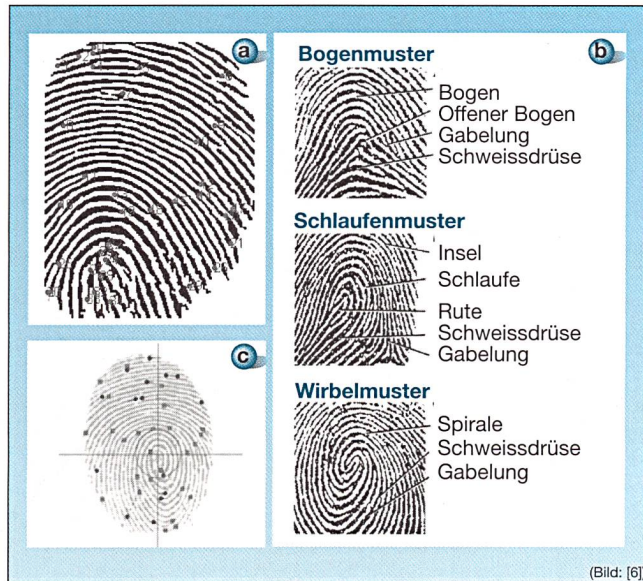 a
b
Bogenmuster
Bogen
Offener Bogen
Gabelung
Schweissdrüse
Schlaufenmuster
Insel
Schlaufe
Rute
Schweissdrüse
Gabelung
c
Wirbelmuster
Spirale
Schweissdrüse
Gabelung
(Bild: [6])